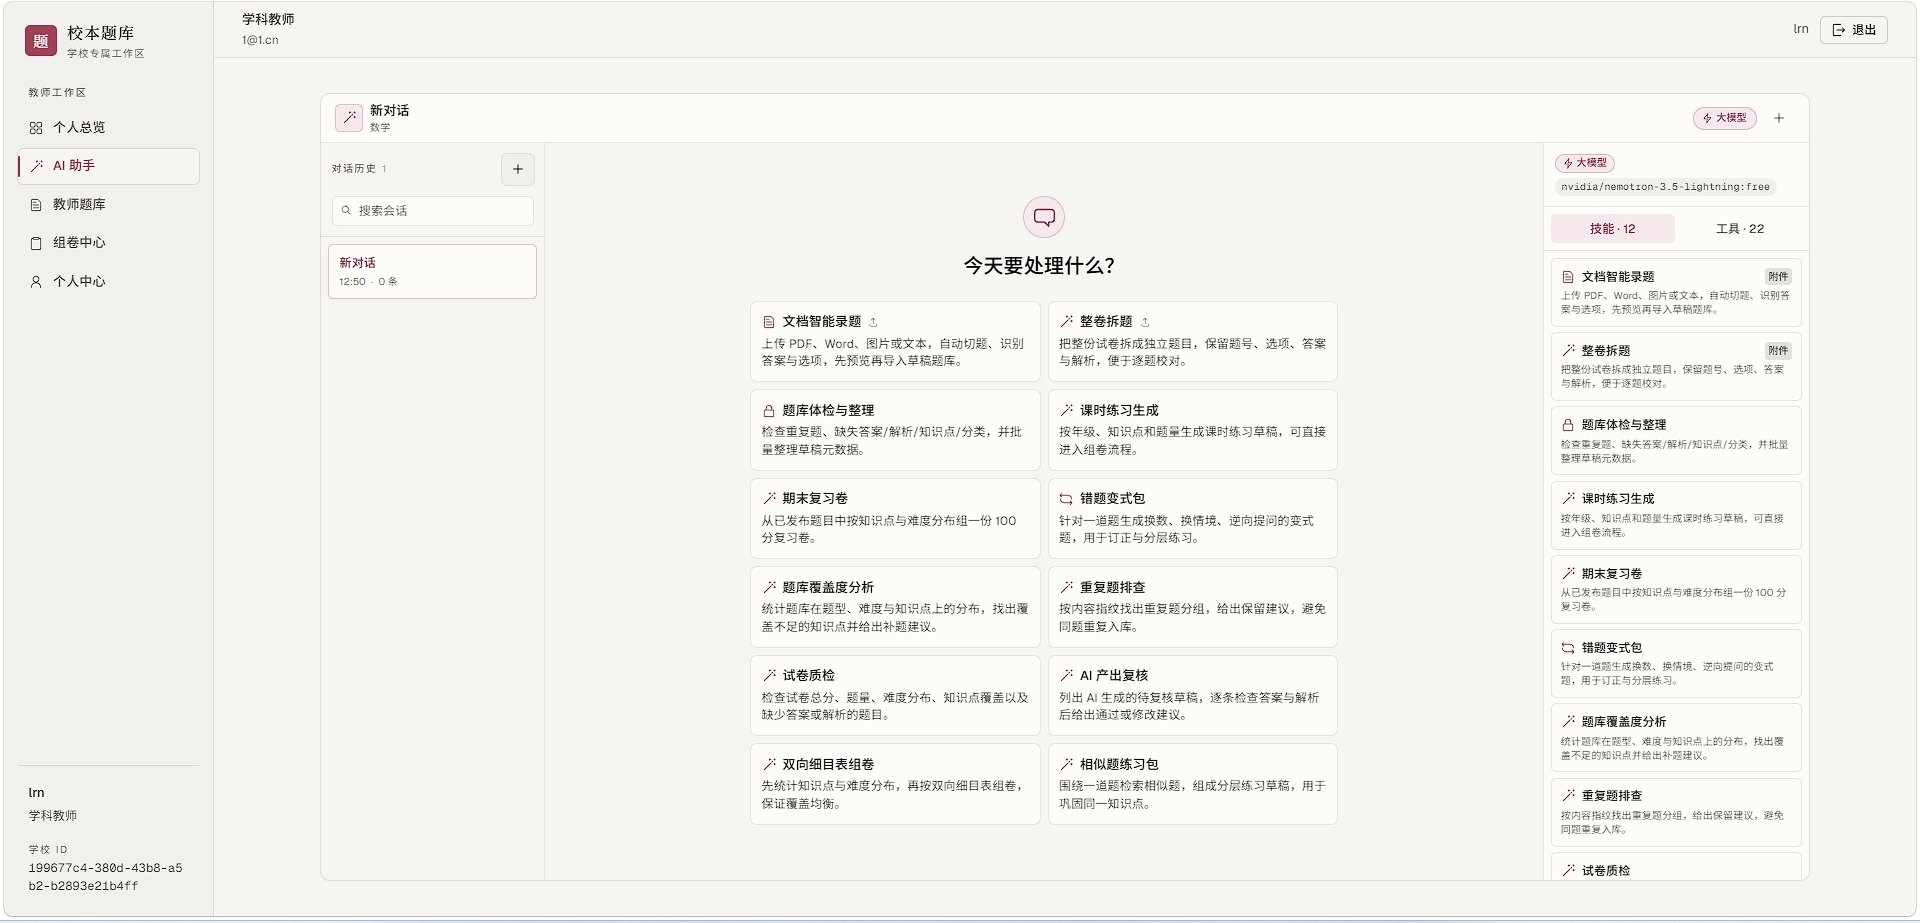 题
校本题库
学校专属工作区
教师工作区
个人总览
AI 助手
教师题库
组卷中心
个人中心
lrn
学科教师
学校 ID
199677c4-380d-43b8-a5
b2-b2893e21b4ff
学科教师
1@1.cn
lrn
退出
新对话
数学
大模型
对话历史 1
搜索会话
新对话
12:50 · 0 条
今天要处理什么?
文档智能录题
上传 PDF、Word、图片或文本，自动切题、识别
答案与选项，先预览再导入草稿题库。
整卷拆题
把整份试卷拆成独立题目，保留题号、选项、答案
与解析，便于逐题校对。
题库体检与整理
检查重复题、缺失答案/解析/知识点/分类，并批
量整理草稿元数据。
课时练习生成
按年级、知识点和题量生成课时练习草稿，可直接
进入组卷流程。
期末复习卷
从已发布题目中按知识点与难度分布组一份 100
分复习卷。
错题变式包
针对一道题生成换数、换情境、逆向提问的变式
题，用于订正与分层练习。
题库覆盖度分析
统计题库在题型、难度与知识点上的分布，找出覆
盖不足的知识点并给出补题建议。
重复题排查
按内容指纹找出重复题分组，给出保留建议，避免
同题重复入库。
试卷质检
检查试卷总分、题量、难度分布、知识点覆盖以及
缺少答案或解析的题目。
AI 产出复核
列出 AI 生成的待复核草稿，逐条检查答案与解析
后给出通过或修改建议。
双向细目表组卷
先统计知识点与难度分布，再按双向细目表组卷，
保证覆盖均衡。
相似题练习包
围绕一道题检索相似题，组成分层练习草稿，用于
巩固同一知识点。
大模型
nvidia/nemotron-3.5-lightning:free
技能 · 12
工具 · 22
文档智能录题
附件
上传 PDF、Word、图片或文本，自动切题、识别答
案与选项，先预览再导入草稿题库。
整卷拆题
附件
把整份试卷拆成独立题目，保留题号、选项、答案
与解析，便于逐题校对。
题库体检与整理
检查重复题、缺失答案/解析/知识点/分类，并批量
整理草稿元数据。
课时练习生成
按年级、知识点和题量生成课时练习草稿，可直接
进入组卷流程。
期末复习卷
从已发布题目中按知识点与难度分布组一份 100 分
复习卷。
错题变式包
针对一道题生成换数、换情境、逆向提问的变式
题，用于订正与分层练习。
题库覆盖度分析
统计题库在题型、难度与知识点上的分布，找出覆
盖不足的知识点并给出补题建议。
重复题排查
按内容指纹找出重复题分组，给出保留建议，避免
同题重复入库。
试卷质检